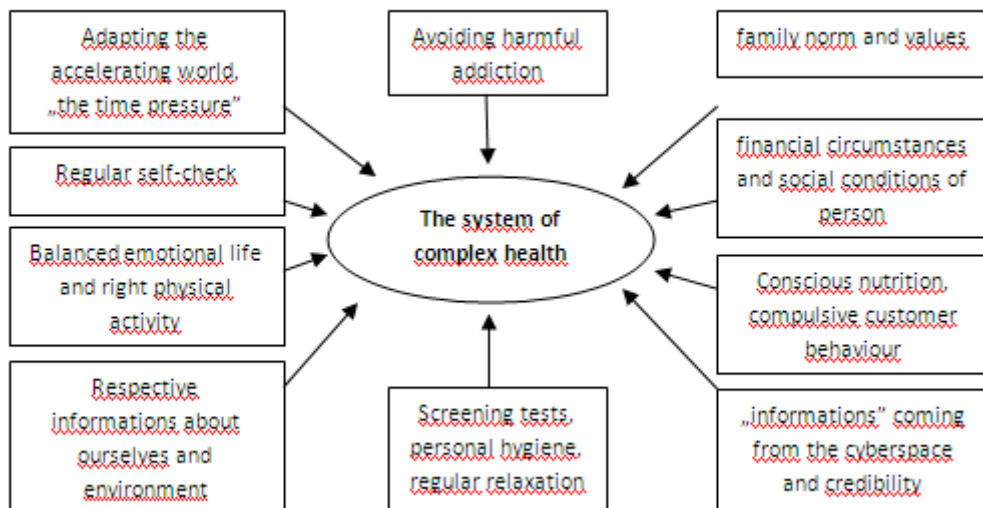 Adapting the
accelerating world,
„the time pressure”
Avoiding harmful
addiction
family norm and values
Regular self-check
financial circumstances
and social conditions of
person
The system of
complex health
Balanced emotional life
and right physical
activity
Conscious nutrition,
compulsive customer
behaviour
Respective
informations about
ourselves and
environment
Screening tests,
personal hygiene,
regular relaxation
„informations” coming
from the cyberspace
and credibility